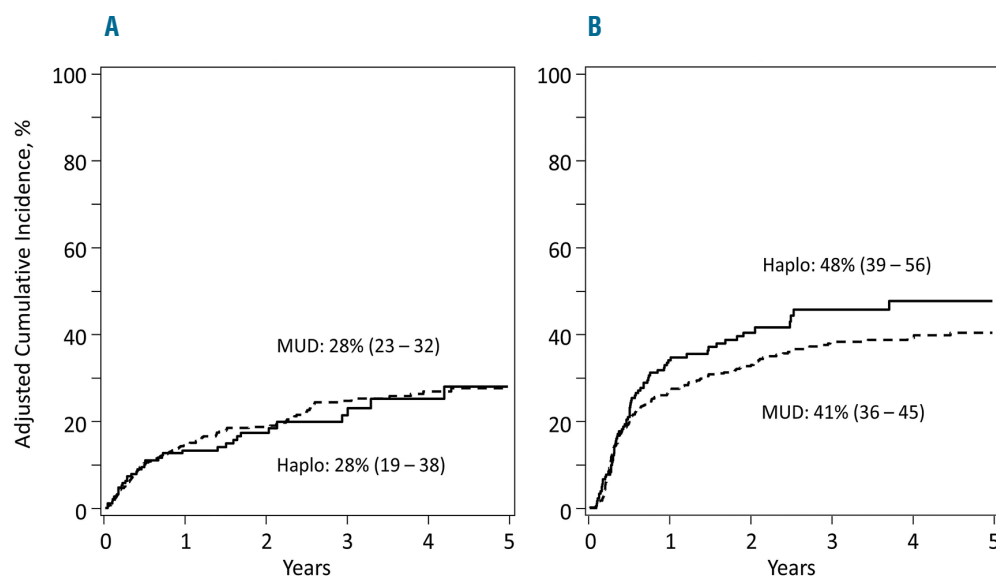 A
B
Adjusted Cumulative Incidence, %
100
80
60
40
20
0
MUD: 28% (23 – 32)
Haplo: 28% (19 – 38)
0 1 2 3 4 5
Years
100
80
60
40
20
0
Haplo: 48% (39 – 56)
MUD: 41% (36 – 45)
0 1 2 3 4 5
Years